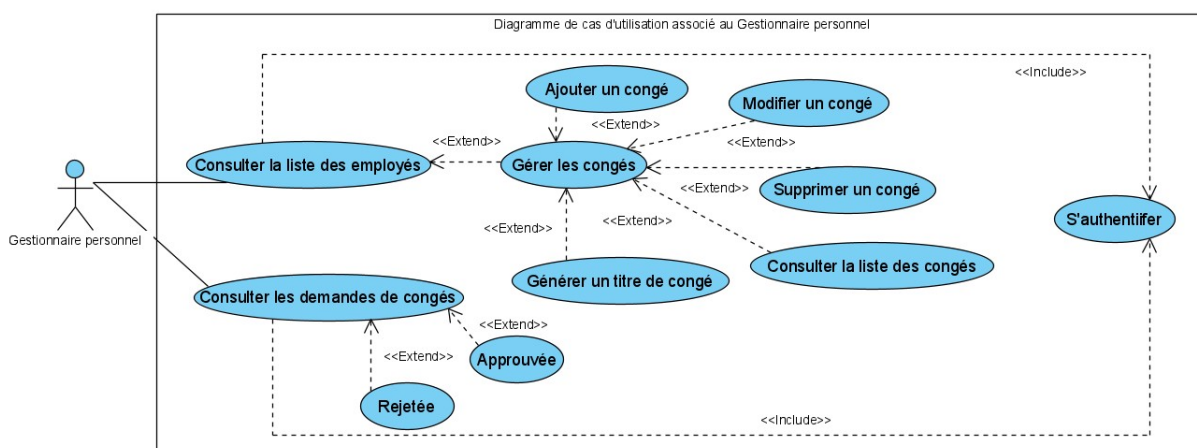 Diagramme de cas d'utilisation associé au Gestionnaire personnel
<<Include>>
Ajouter un congé
Modifier un congé
<<Extend>>
<<Extend>>
<<Extend>>
Consulter la liste des employés
Gérer les congés
<<Extend>>
Supprimer un congé
Gestionnaire personnel
S'authentiifer
<<Extend>>
<<Extend>>
Consulter la liste des congés
Générer un titre de congé
Consulter les demandes de congés
<<Extend>>
<<Extend>>
Approuvée
Rejetée
<<Include>>